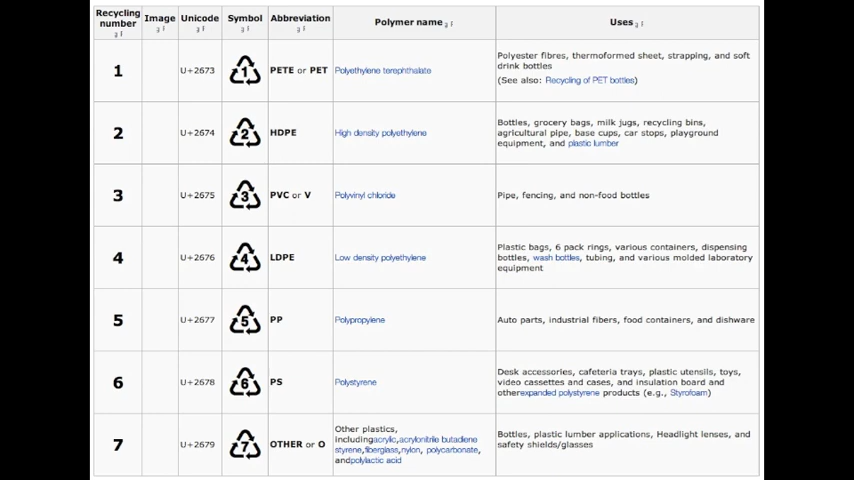 Recycling number Image Unicode Symbol Abbreviation Polymer name Uses
1 U+2673 1 PETE or PET Polyethylene terephthalate Polyester fibres, thermoformed sheet, strapping, and soft
drink bottles
(See also: Recycling of PET bottles)
2 U+2674 2 HDPE High density polyethylene Bottles, grocery bags, milk jugs, recycling bins,
agricultural pipe, base cups, car stops, playground
equipment, and plastic lumber
3 U+2675 3 PVC or V Polyvinyl chloride Pipe, fencing, and non-food bottles
4 U+2676 4 LDPE Low density polyethylene Plastic bags, 6 pack rings, various containers, dispensing
bottles, wash bottles, tubing, and various molded laboratory
equipment
5 U+2677 5 PP Polypropylene Auto parts, industrial fibers, food containers, and dishware
6 U+2678 6 PS Polystyrene Desk accessories, cafeteria trays, plastic utensils, toys,
video cassettes and cases, and insulation board and
otherexpanded polystyrene products (e.g., Styrofoam)
7 U+2679 7 OTHER or O Other plastics,
includingacrylic,acrylonitrile butadiene
styrene,fiberglass,nylon, polycarbonate,
andpolylactic acid
Bottles, plastic lumber applications, Headlight lenses, and
safety shields/glasses